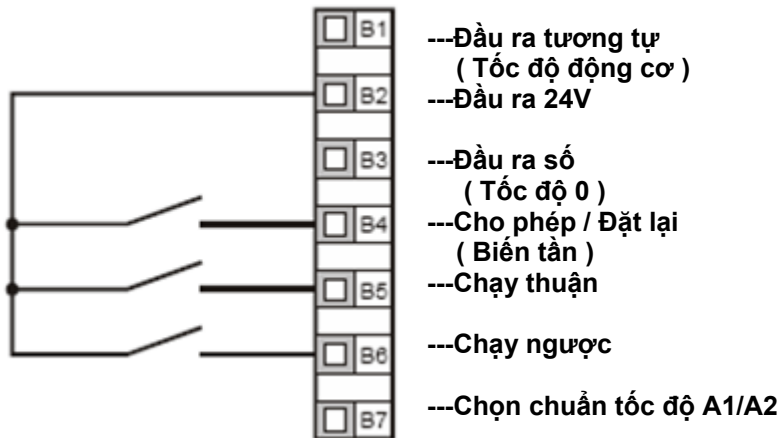 B1 ---Đầu ra tương tự
( Tốc độ động cơ )
B2 ---Đầu ra 24V
B3 ---Đầu ra số
( Tốc độ 0 )
B4 ---Cho phép / Đặt lại
( Biến tần )
B5 ---Chạy thuận
B6 ---Chạy ngược
B7 ---Chọn chuẩn tốc độ A1/A2